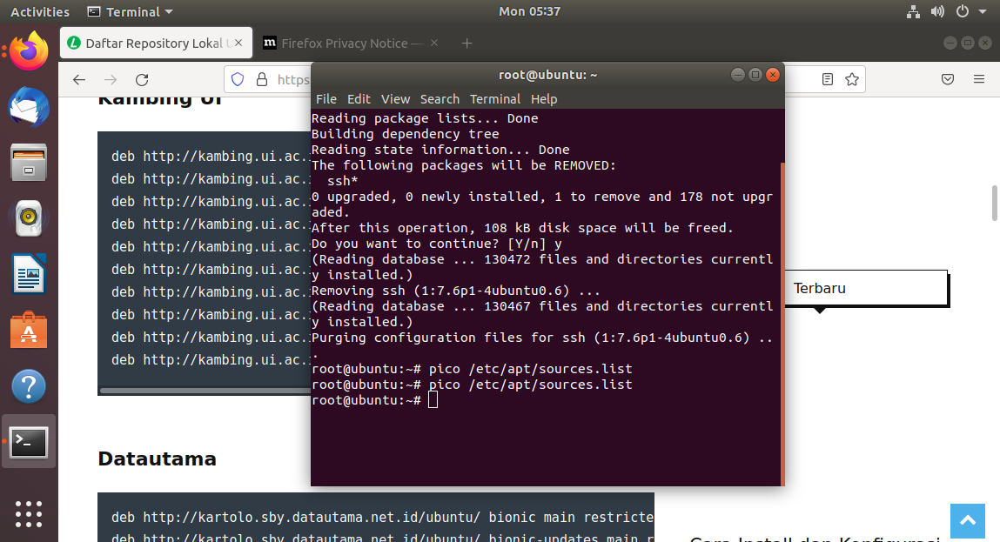 Activities
Terminal
Mon 05:37
Daftar Repository Lokal U
Firefox Privacy Notice —
https
Kambing UI
deb http://kambing.ui.ac.
deb http://kambing.ui.ac.
deb http://kambing.ui.ac.
deb http://kambing.ui.ac.
deb http://kambing.ui.ac.
deb http://kambing.ui.ac.
deb http://kambing.ui.ac.
deb http://kambing.ui.ac.
deb http://kambing.ui.ac.
deb http://kambing.ui.ac.
root@ubuntu: ~
File Edit View Search Terminal Help
Reading package lists... Done
Building dependency tree
Reading state information... Done
The following packages will be REMOVED:
ssh*
0 upgraded, 0 newly installed, 1 to remove and 178 not upgr
aded.
After this operation, 108 kB disk space will be freed.
Do you want to continue? [Y/n] y
(Reading database ... 130472 files and directories currentl
y installed.)
Removing ssh (1:7.6p1-4ubuntu0.6) ...
(Reading database ... 130467 files and directories currentl
y installed.)
Purging configuration files for ssh (1:7.6p1-4ubuntu0.6) ..
.
root@ubuntu:~# pico /etc/apt/sources.list
root@ubuntu:~# pico /etc/apt/sources.list
root@ubuntu:~#
Terbaru
Datautama
deb http://kartolo.sby.datautama.net.id/ubuntu/ bionic main restricte
deb http://kartolo.sby.datautama.net.id/ubuntu/ bionic-updates main r
Cara Install dan Konfigurasi